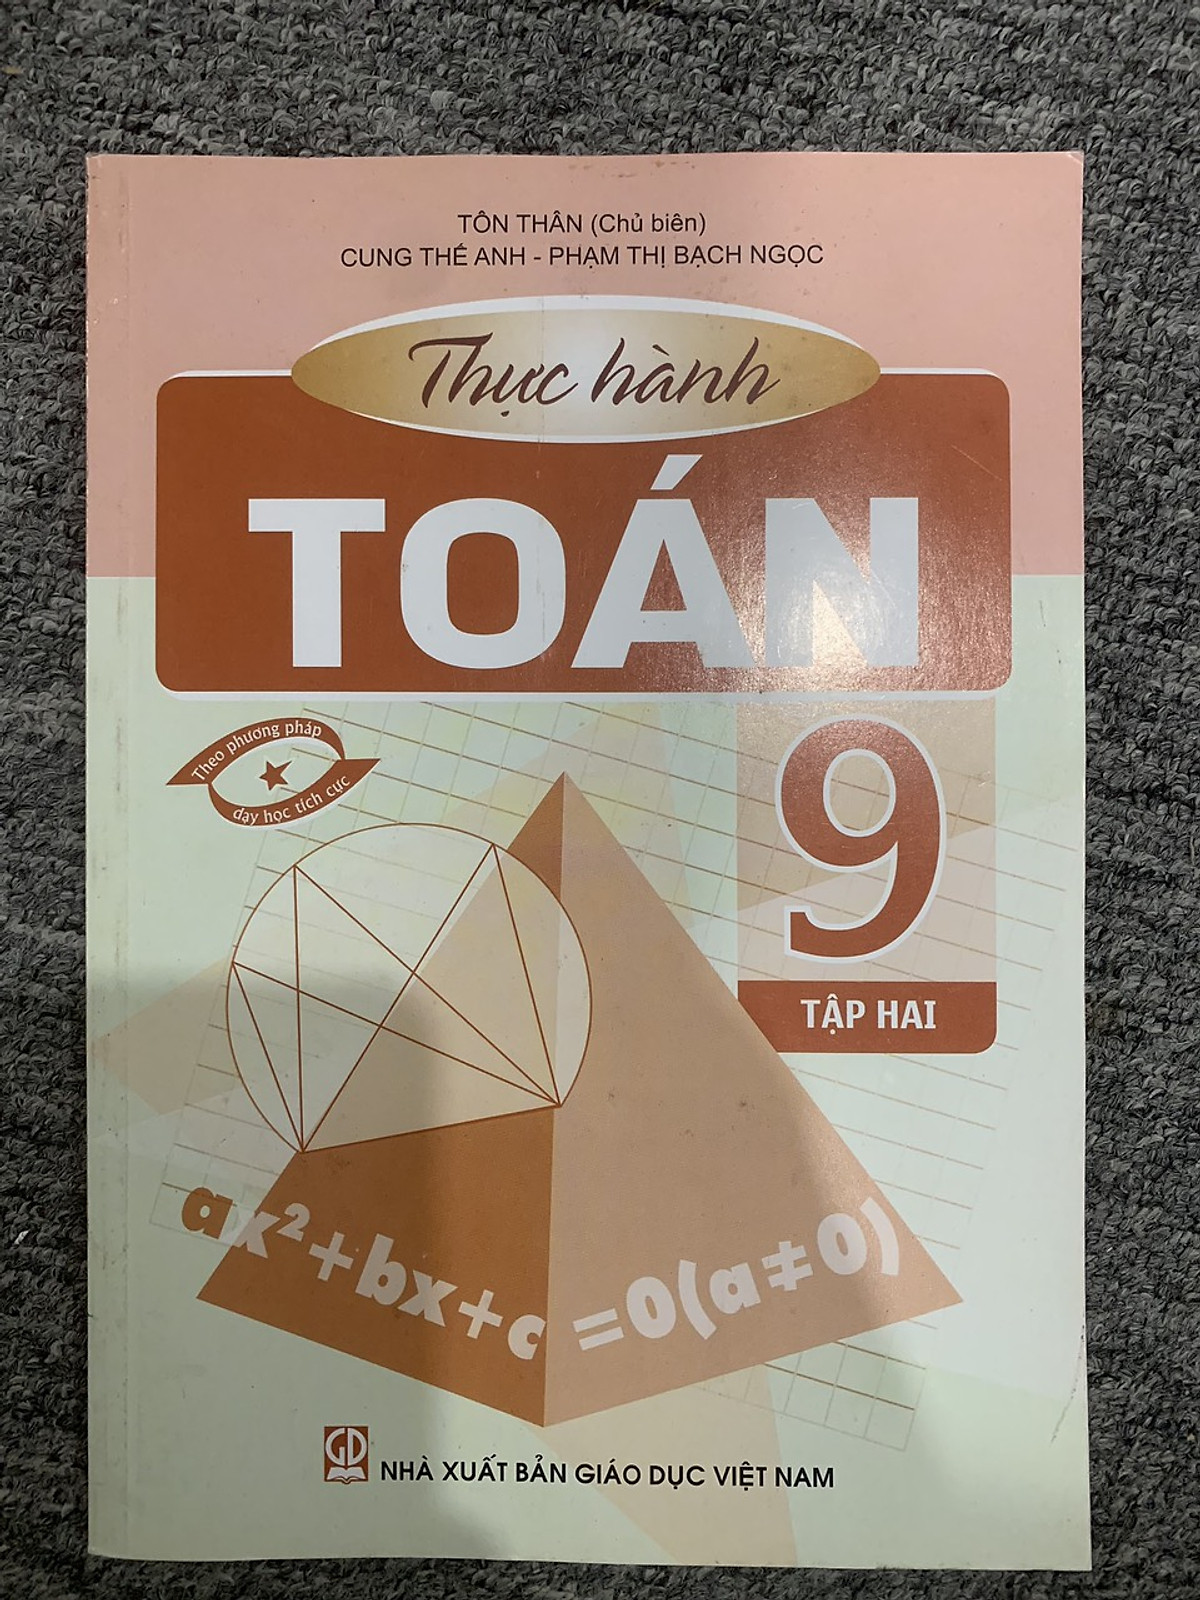 TÔN THÂN (Chủ biên)
CUNG THẾ ANH - PHẠM THỊ BẠCH NGỌC
Thực hành
TOÁN
9
TẬP HAI
Theo phương pháp
dạy học tích cực
ax²+bx+c =0(a≠0)
GD
NHÀ XUẤT BẢN GIÁO DỤC VIỆT NAM